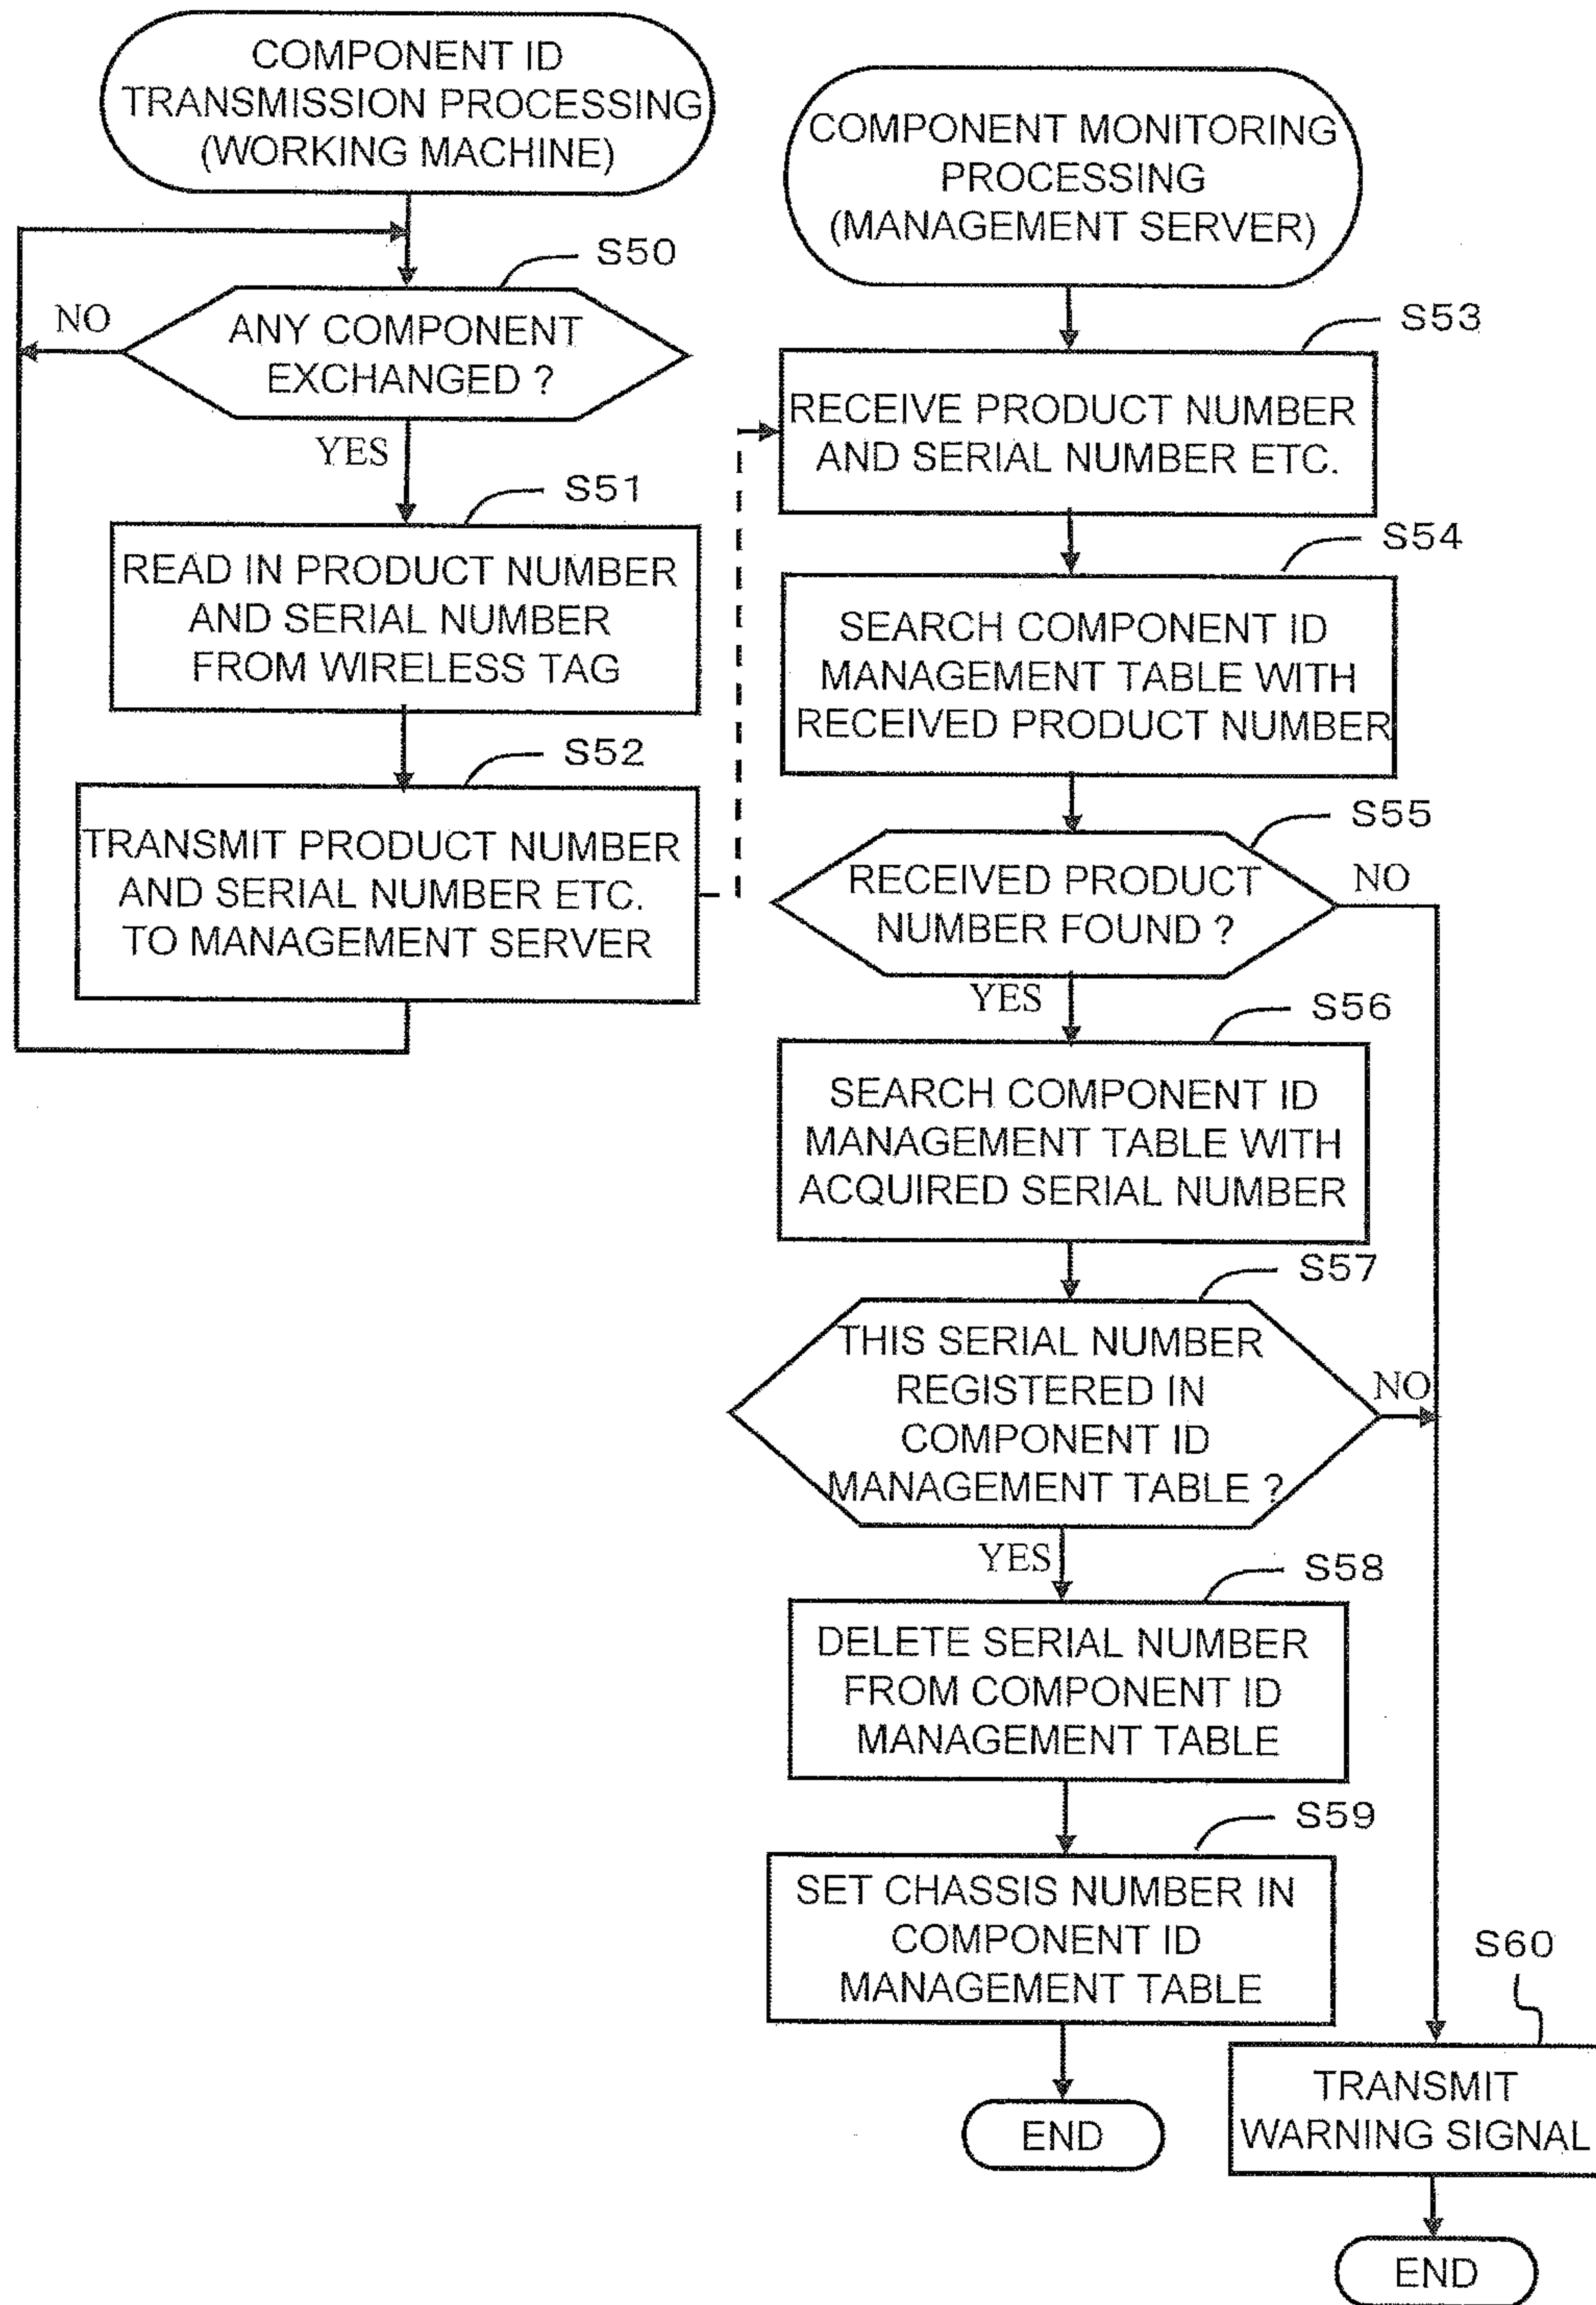 COMPONENT ID
TRANSMISSION PROCESSING
(WORKING MACHINE)
S50
NO
ANY COMPONENT
EXCHANGED ?
YES
S51
READ IN PRODUCT NUMBER
AND SERIAL NUMBER
FROM WIRELESS TAG
S52
TRANSMIT PRODUCT NUMBER
AND SERIAL NUMBER ETC.
TO MANAGEMENT SERVER
COMPONENT MONITORING
PROCESSING
(MANAGEMENT SERVER)
S53
RECEIVE PRODUCT NUMBER
AND SERIAL NUMBER ETC.
S54
SEARCH COMPONENT ID
MANAGEMENT TABLE WITH
RECEIVED PRODUCT NUMBER
S55
RECEIVED PRODUCT
NUMBER FOUND ?
NO
YES
S56
SEARCH COMPONENT ID
MANAGEMENT TABLE WITH
ACQUIRED SERIAL NUMBER
S57
THIS SERIAL NUMBER
REGISTERED IN
COMPONENT ID
MANAGEMENT TABLE ?
NO
YES
S58
DELETE SERIAL NUMBER
FROM COMPONENT ID
MANAGEMENT TABLE
S59
SET CHASSIS NUMBER IN
COMPONENT ID
MANAGEMENT TABLE
END
S60
TRANSMIT
WARNING SIGNAL
END